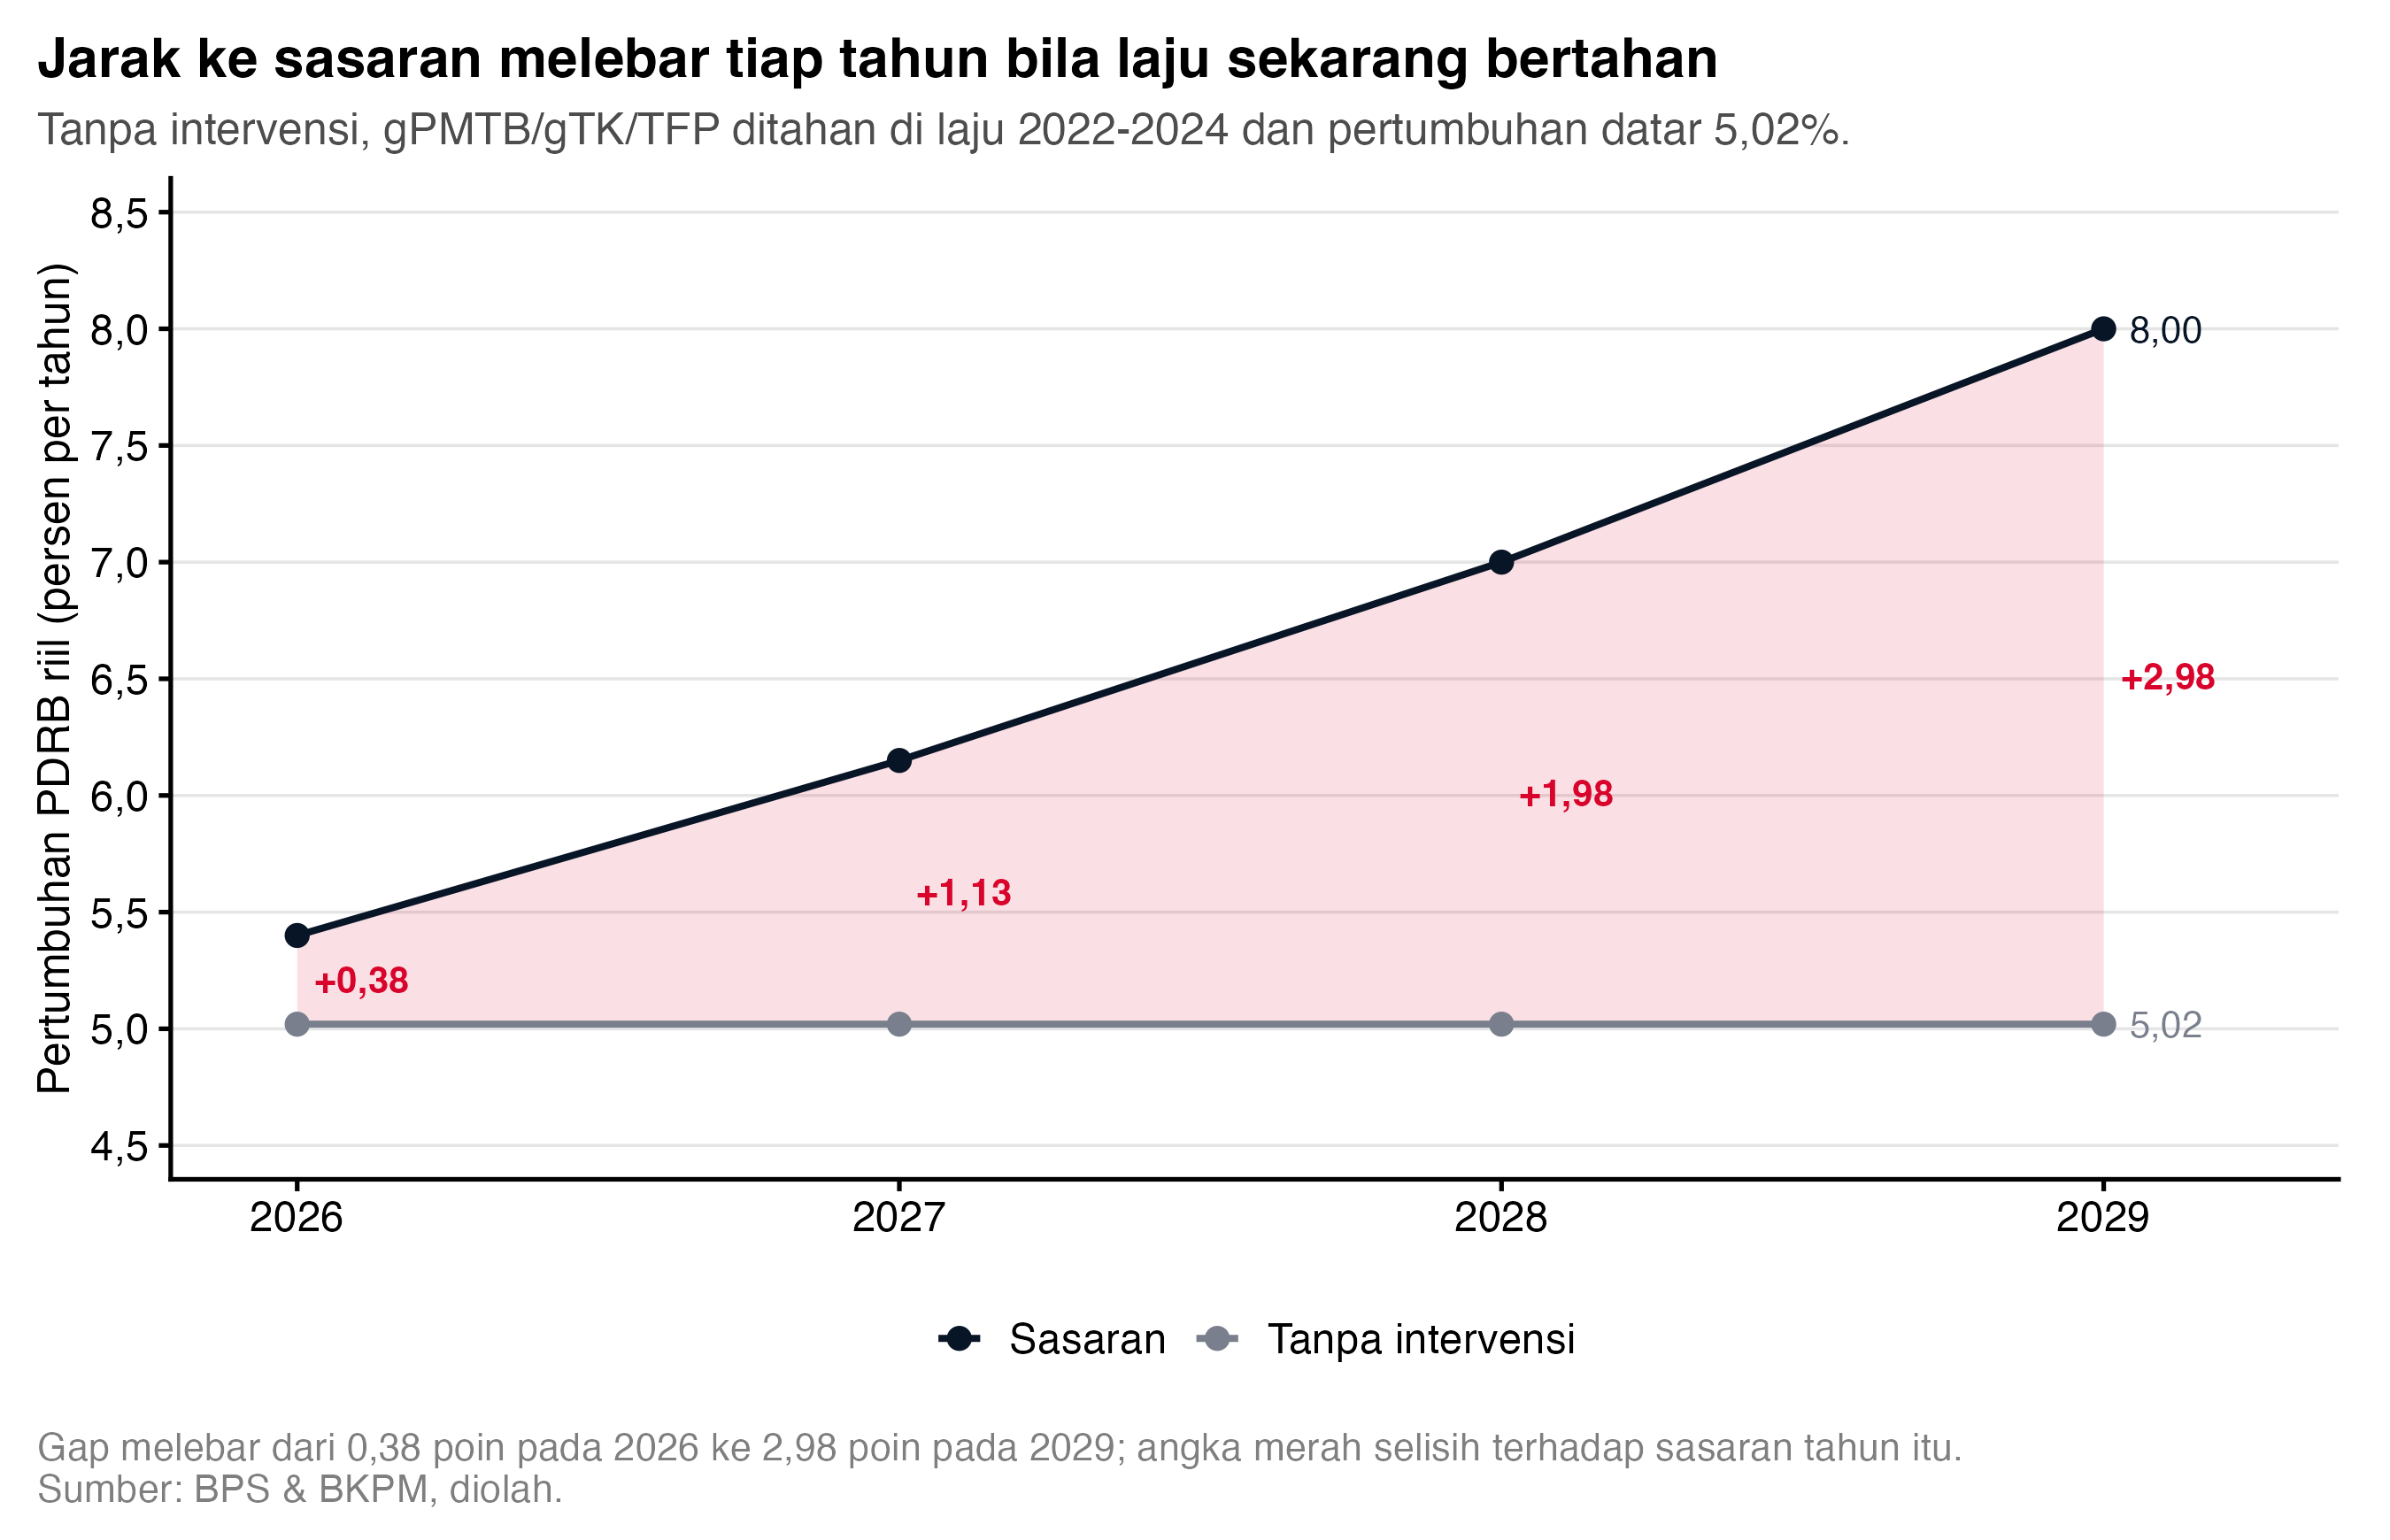 Jarak ke sasaran melebar tiap tahun bila laju sekarang bertahan
Tanpa intervensi, gPMTB/gTK/TFP ditahan di laju 2022-2024 dan pertumbuhan datar 5,02%.
Pertumbuhan PDRB riil (persen per tahun)
8,5
8,0
7,5
7,0
6,5
6,0
5,5
5,0
4,5
8,00
+2,98
+1,98
+1,13
+0,38
5,02
2026
2027
2028
2029
Sasaran
Tanpa intervensi
Gap melebar dari 0,38 poin pada 2026 ke 2,98 poin pada 2029; angka merah selisih terhadap sasaran tahun itu.
Sumber: BPS & BKPM, diolah.